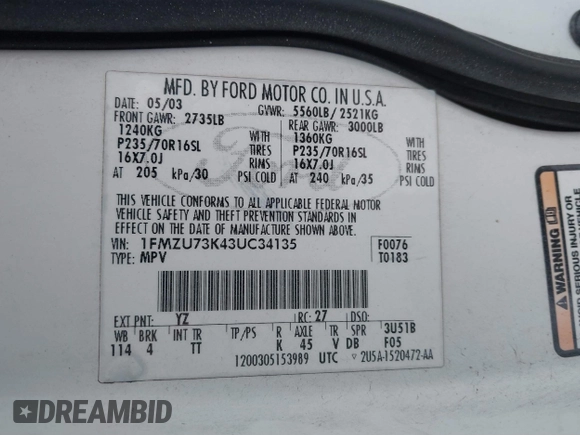 MFD. BY FORD MOTOR CO. IN U.S.A.
DATE: 05/03 GVWR: 5560LB/2521KG
FRONT GAWR: 2735LB REAR GAWR: 3000LB
1240KG 1360KG
P235/70R16SL TIRES P235/70R16SL TIRES
16X7.0J RIMS 16X7.0J RIMS
AT 205 kPa/30 PSI COLD AT 240 kPa/35 PSI COLD
THIS VEHICLE CONFORMS TO ALL APPLICABLE FEDERAL MOTOR
VEHICLE SAFETY AND THEFT PREVENTION STANDARDS IN
EFFECT ON THE DATE OF MANUFACTURE SHOWN ABOVE.
VIN: 1FMZU73K43UC34135 F0076
TYPE: MPV T0183
EXT PNT: YZ RC: 27 DSO:
WB BRK INT TR TP/PS R AXLE TR SPR 3U51B
114 4 TT K 45 V DB F05
1200305153989 UTC 2U5A-1520472-AA
Ford
SERIOUS INJURY
DREAMBID